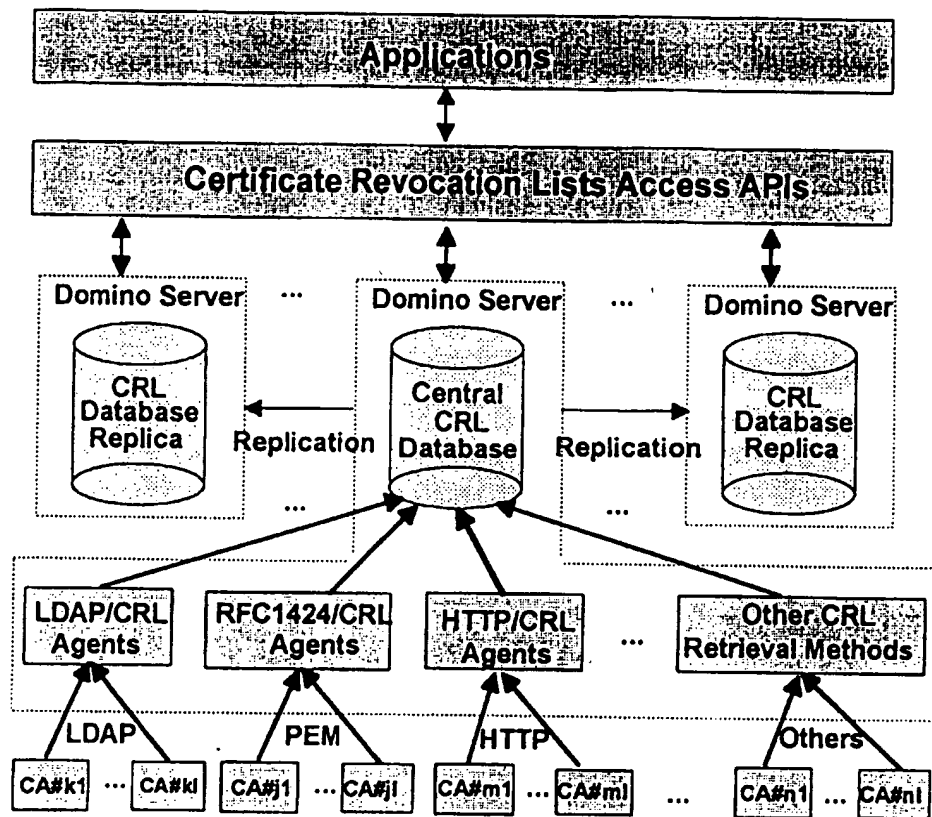 Applications
Certificate Revocation Lists Access APIs
Domino Server
...
Domino Server
...
Domino Server
CRL
Database
Replica
Replication
Central
CRL
Database
Replication
CRL
Database
Replica
...
...
LDAP/CRL
Agents
RFC1424/CRL
Agents
HTTP/CRL
Agents
...
Other CRL
Retrieval Methods
LDAP
PEM
HTTP
Others
CA#k1
...
CA#kl
CA#j1
...
CA#jl
CA#m1
...
CA#ml
...
CA#n1
...
CA#nl